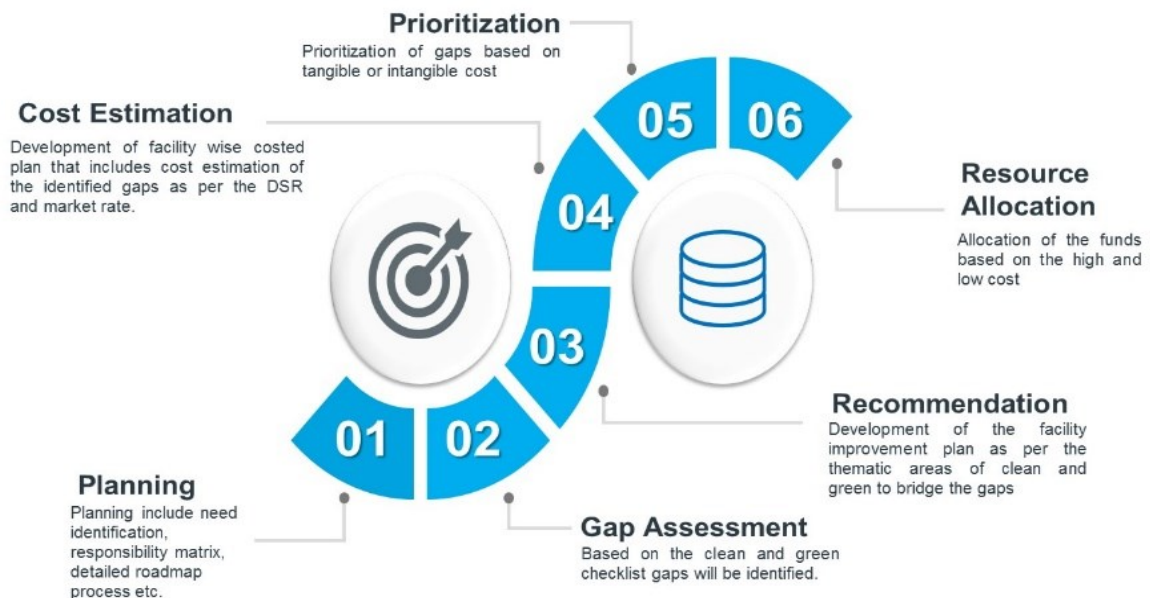 Prioritization
Prioritization of gaps based on
tangible or intangible cost
Cost Estimation
Development of facility wise costed
plan that includes cost estimation of
the identified gaps as per the DSR
and market rate.
05
06
04
Resource
Allocation
Allocation of the funds
based on the high and
low cost
03
01
02
Recommendation
Development of the facility
improvement plan as per the
thematic areas of clean and
green to bridge the gaps
Planning
Planning include need
identification,
responsibility matrix,
detailed roadmap
process etc.
Gap Assessment
Based on the clean and green
checklist gaps will be identified.